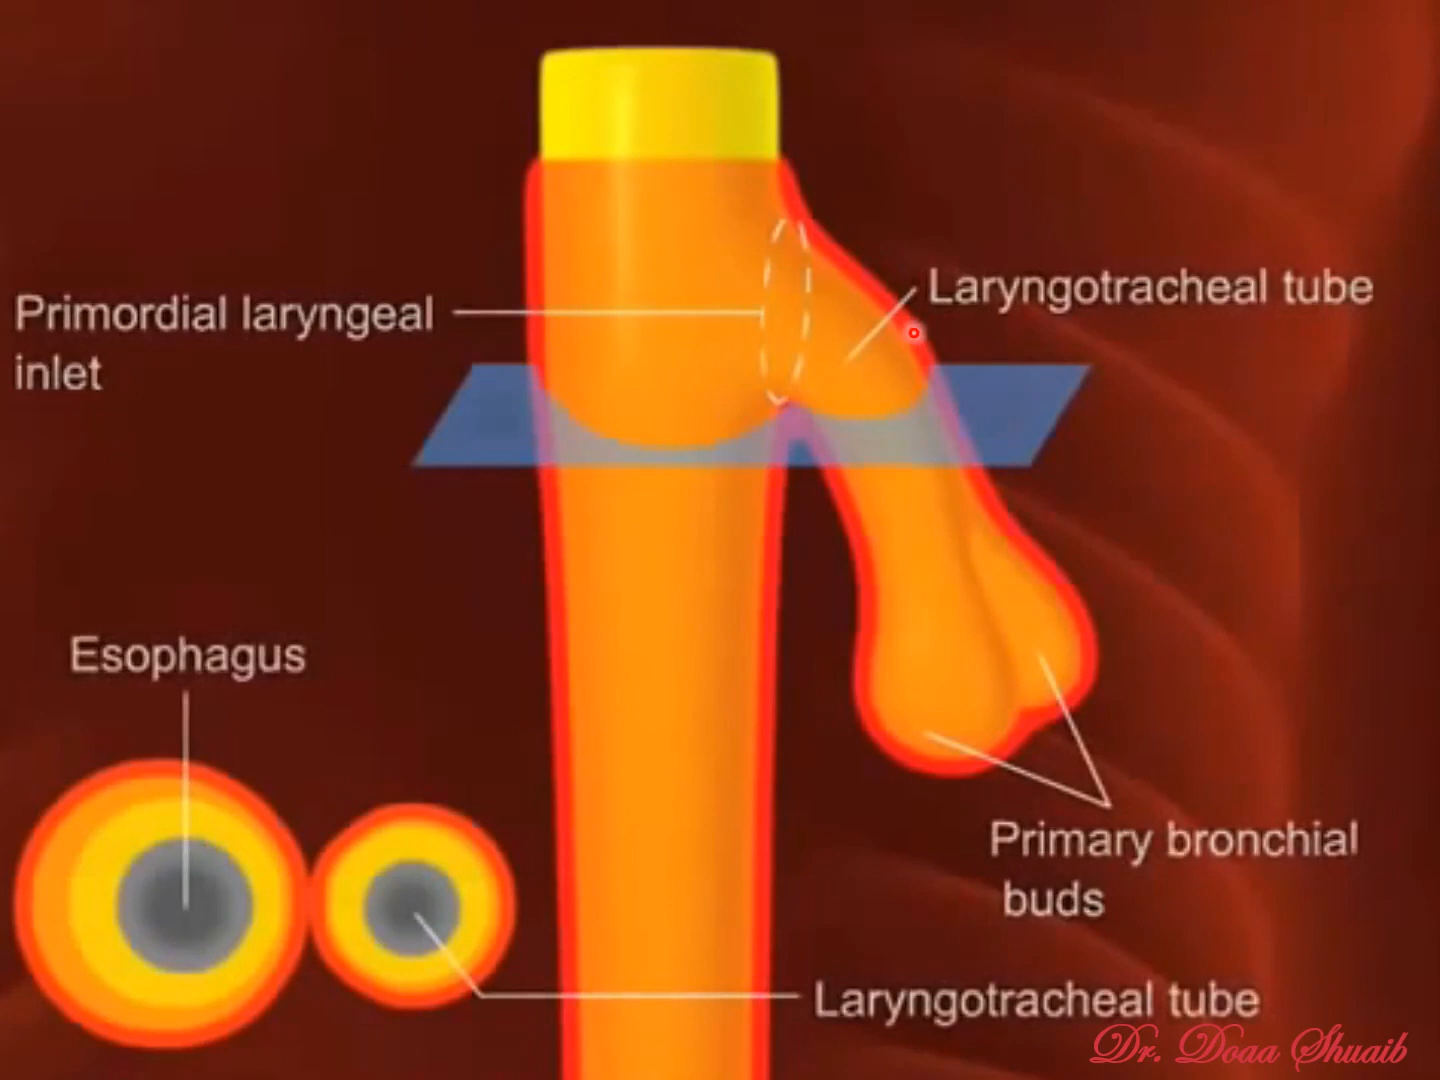 Primordial laryngeal
inlet
Laryngotracheal tube
Esophagus
Primary bronchial
buds
Laryngotracheal tube
Dr. Doaa Shuaib